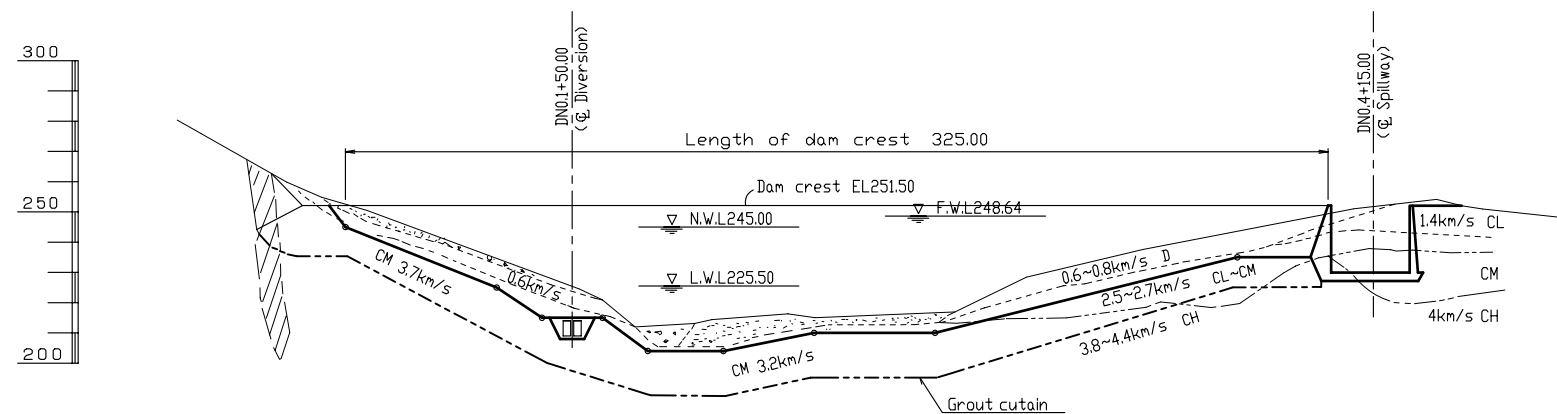 300
250
200
DN0.1+50.00
(℄ Diversion)
DN0.4+15.00
(℄ Spillway)
Length of dam crest 325.00
Dam crest EL251.50
N.W.L245.00
F.W.L248.64
L.W.L225.50
CM 3.7km/s
0.6km/s
0.6~0.8km/s D
2.5~2.7km/s CL~CM
3.8~4.4km/s CH
CM 3.2km/s
1.4km/s CL
CM
4km/s CH
Grout cutain